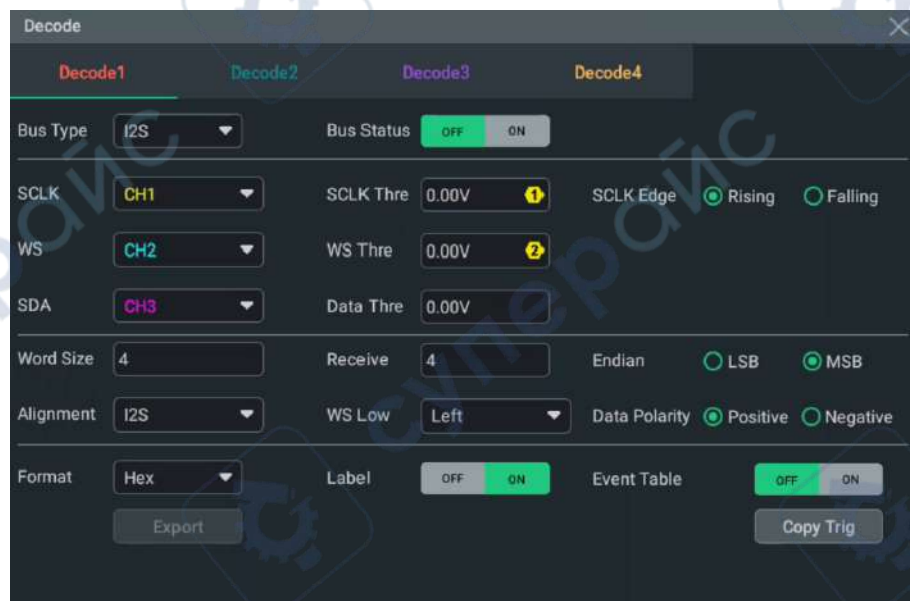 Decode
Decode1 Decode2 Decode3 Decode4
Bus Type I2S Bus Status OFF ON
SCLK CH1 SCLK Thre 0.00V 1 SCLK Edge Rising Falling
WS CH2 WS Thre 0.00V 2
SDA CH3 Data Thre 0.00V
Word Size 4 Receive 4 Endian LSB MSB
Alignment I2S WS Low Left Data Polarity Positive Negative
Format Hex Label OFF ON Event Table OFF ON
Export Copy Trig
суперайс